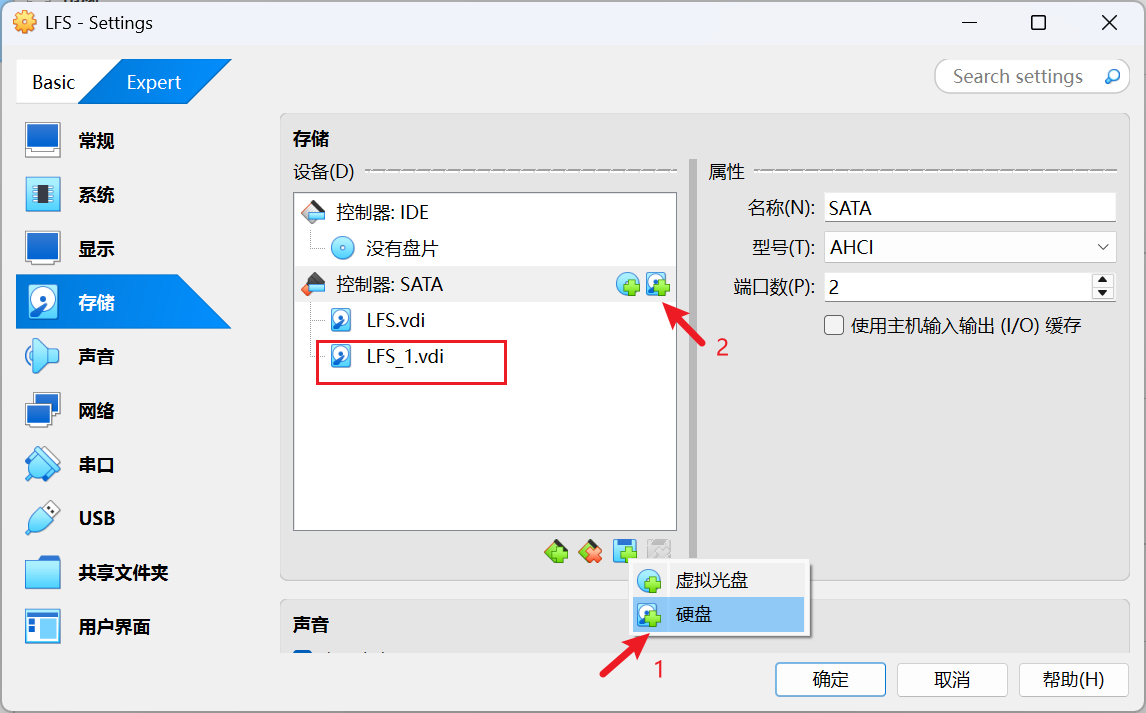 LFS - Settings
Basic
Expert
Search settings
常规
系统
显示
存储
声音
网络
串口
USB
共享文件夹
用户界面
存储
设备(D)
控制器: IDE
没有盘片
控制器: SATA
LFS.vdi
LFS_1.vdi
2
属性
名称(N): SATA
型号(T): AHCI
端口数(P): 2
使用主机输入输出 (I/O) 缓存
虚拟光盘
硬盘
1
声音
确定
取消
帮助(H)